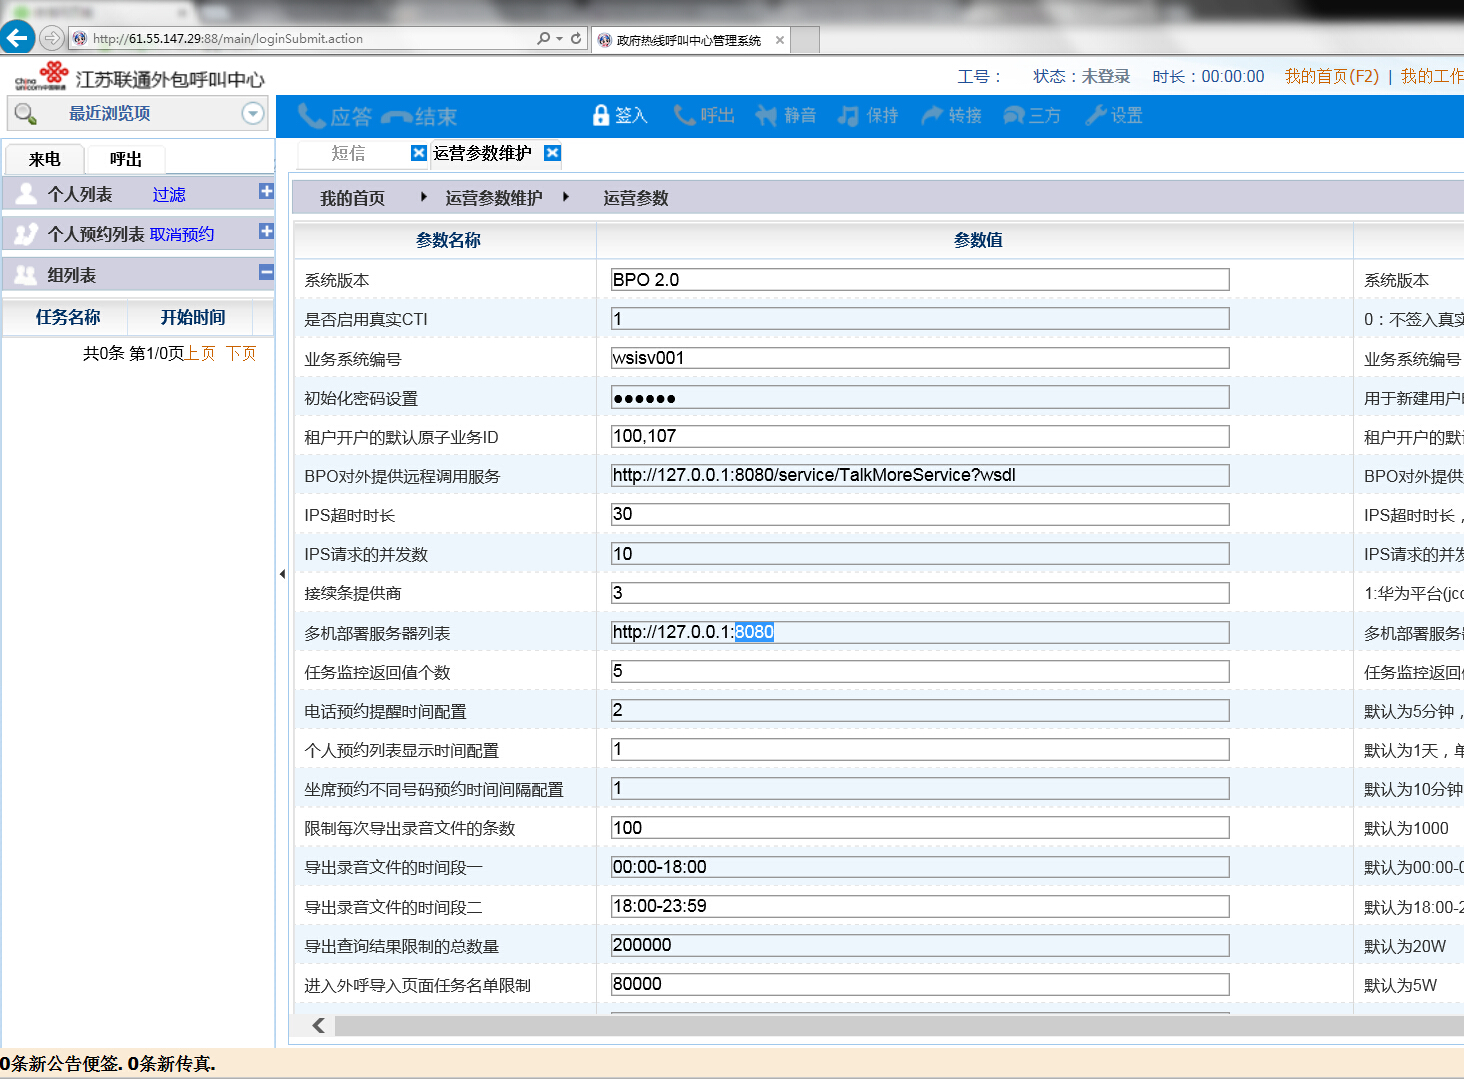 http://61.55.147.29:88/main/loginSubmit.action
政府热线呼叫中心管理系统
China
unicom中国联通
江苏联通外包呼叫中心
工号： 状态：未登录 时长：00:00:00 我的首页(F2) | 我的工作
最近浏览项
应答 结束 签入 呼出 静音 保持 转接 三方 设置
来电 呼出
短信 运营参数维护
个人列表 过滤
我的首页 运营参数维护 运营参数
个人预约列表 取消预约
组列表
任务名称 开始时间
共0条 第1/0页上页 下页
参数名称 参数值
系统版本 BPO 2.0 系统版本
是否启用真实CTI 1 0：不签入真实
业务系统编号 wsisv001 业务系统编号
初始化密码设置 ●●●●●● 用于新建用户
租户开户的默认原子业务ID 100,107 租户开户的默
BPO对外提供远程调用服务 http://127.0.0.1:8080/service/TalkMoreService?wsdl BPO对外提供
IPS超时时长 30 IPS超时时长，
IPS请求的并发数 10 IPS请求的并发
接续条提供商 3 1:华为平台(jcc
多机部署服务器列表 http://127.0.0.1:8080 多机部署服务
任务监控返回值个数 5 任务监控返回
电话预约提醒时间配置 2 默认为5分钟，
个人预约列表显示时间配置 1 默认为1天，单
坐席预约不同号码预约时间间隔配置 1 默认为10分钟
限制每次导出录音文件的条数 100 默认为1000
导出录音文件的时间段一 00:00-18:00 默认为00:00-0
导出录音文件的时间段二 18:00-23:59 默认为18:00-2
导出查询结果限制的总数量 200000 默认为20W
进入外呼导入页面任务名单限制 80000 默认为5W
0条新公告便签. 0条新传真.